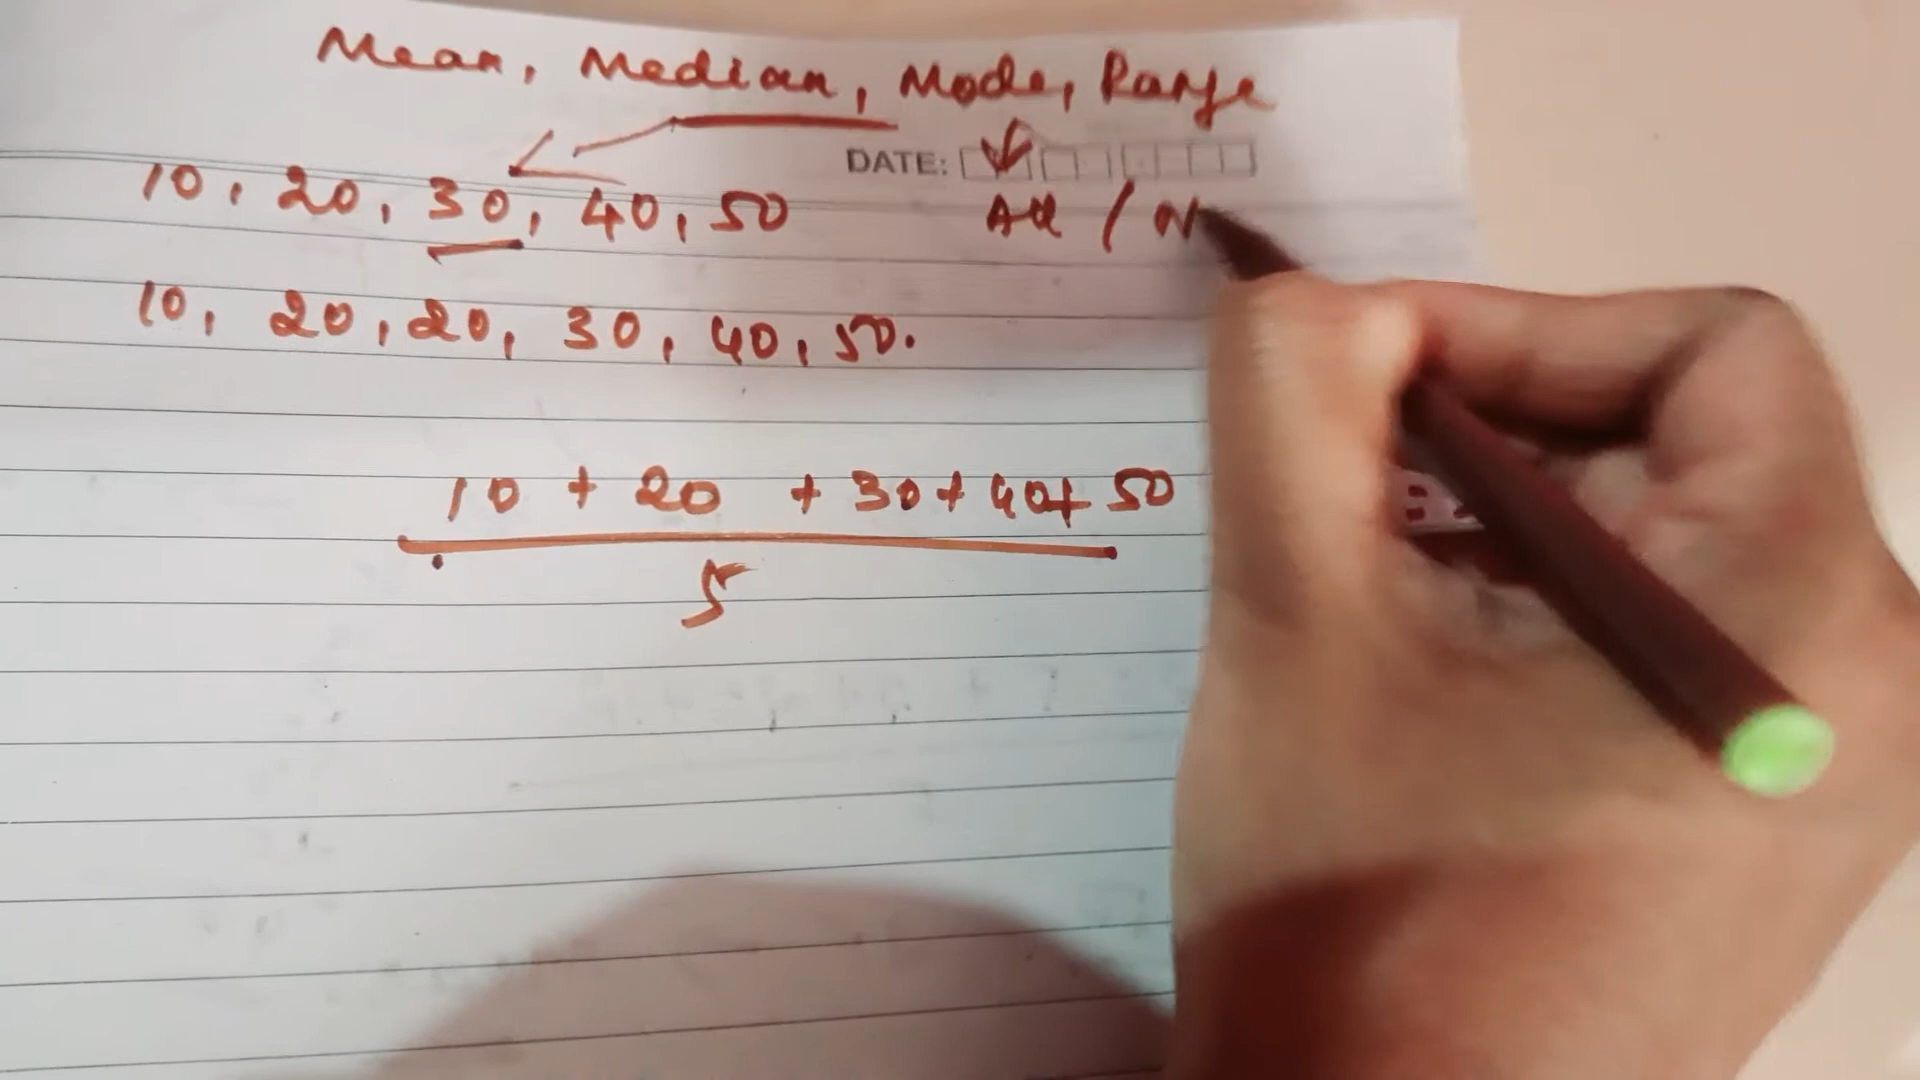 Mean, Median, Mode, Range
DATE:
10, 20, 30, 40, 50
All / N
10, 20, 20, 30, 40, 50.
10 + 20 + 30 + 40 + 50
5